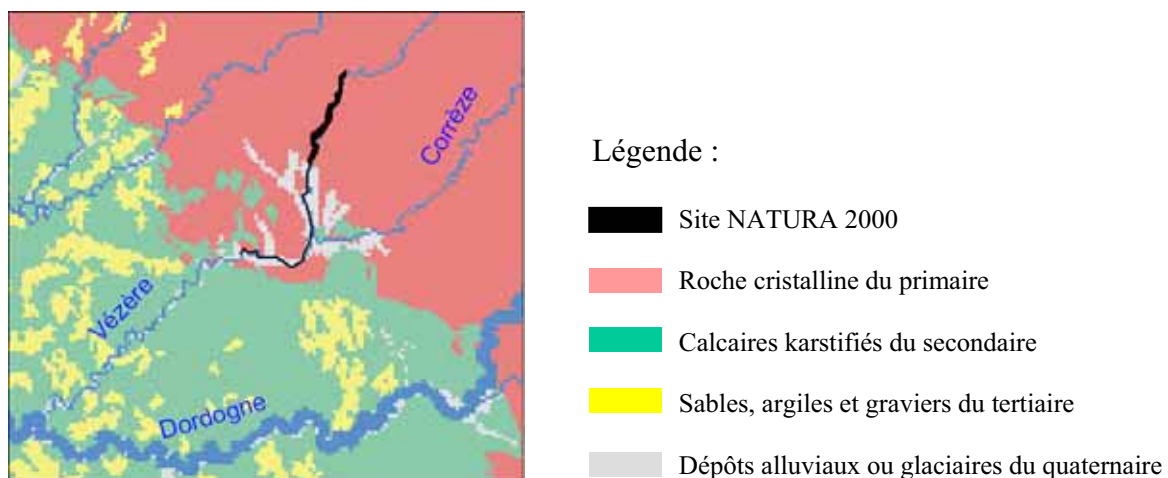 Corrèze
Vézère
Dordogne
Légende :
Site NATURA 2000
Roche cristalline du primaire
Calcaires karstifiés du secondaire
Sables, argiles et graviers du tertiaire
Dépôts alluviaux ou glaciaires du quaternaire